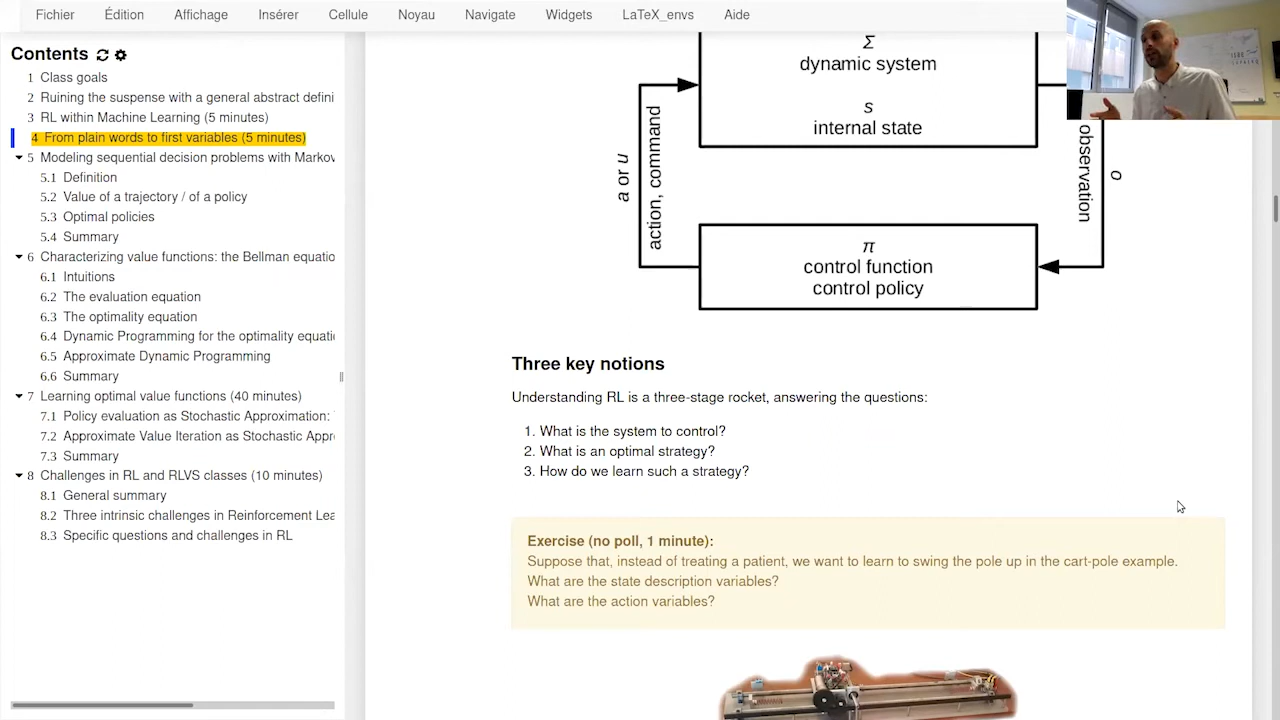 Fichier Édition Affichage Insérer Cellule Noyau Navigate Widgets LaTeX_envs Aide
Contents
1 Class goals
2 Ruining the suspense with a general abstract defini
3 RL within Machine Learning (5 minutes)
4 From plain words to first variables (5 minutes)
5 Modeling sequential decision problems with Markov
5.1 Definition
5.2 Value of a trajectory / of a policy
5.3 Optimal policies
5.4 Summary
6 Characterizing value functions: the Bellman equatio
6.1 Intuitions
6.2 The evaluation equation
6.3 The optimality equation
6.4 Dynamic Programming for the optimality equati
6.5 Approximate Dynamic Programming
6.6 Summary
7 Learning optimal value functions (40 minutes)
7.1 Policy evaluation as Stochastic Approximation:
7.2 Approximate Value Iteration as Stochastic Appr
7.3 Summary
8 Challenges in RL and RLVS classes (10 minutes)
8.1 General summary
8.2 Three intrinsic challenges in Reinforcement Lea
8.3 Specific questions and challenges in RL
Σ
dynamic system
s
internal state
a or u
action, command
observation
o
π
control function
control policy
Three key notions
Understanding RL is a three-stage rocket, answering the questions:
1. What is the system to control?
2. What is an optimal strategy?
3. How do we learn such a strategy?
Exercise (no poll, 1 minute):
Suppose that, instead of treating a patient, we want to learn to swing the pole up in the cart-pole example.
What are the state description variables?
What are the action variables?